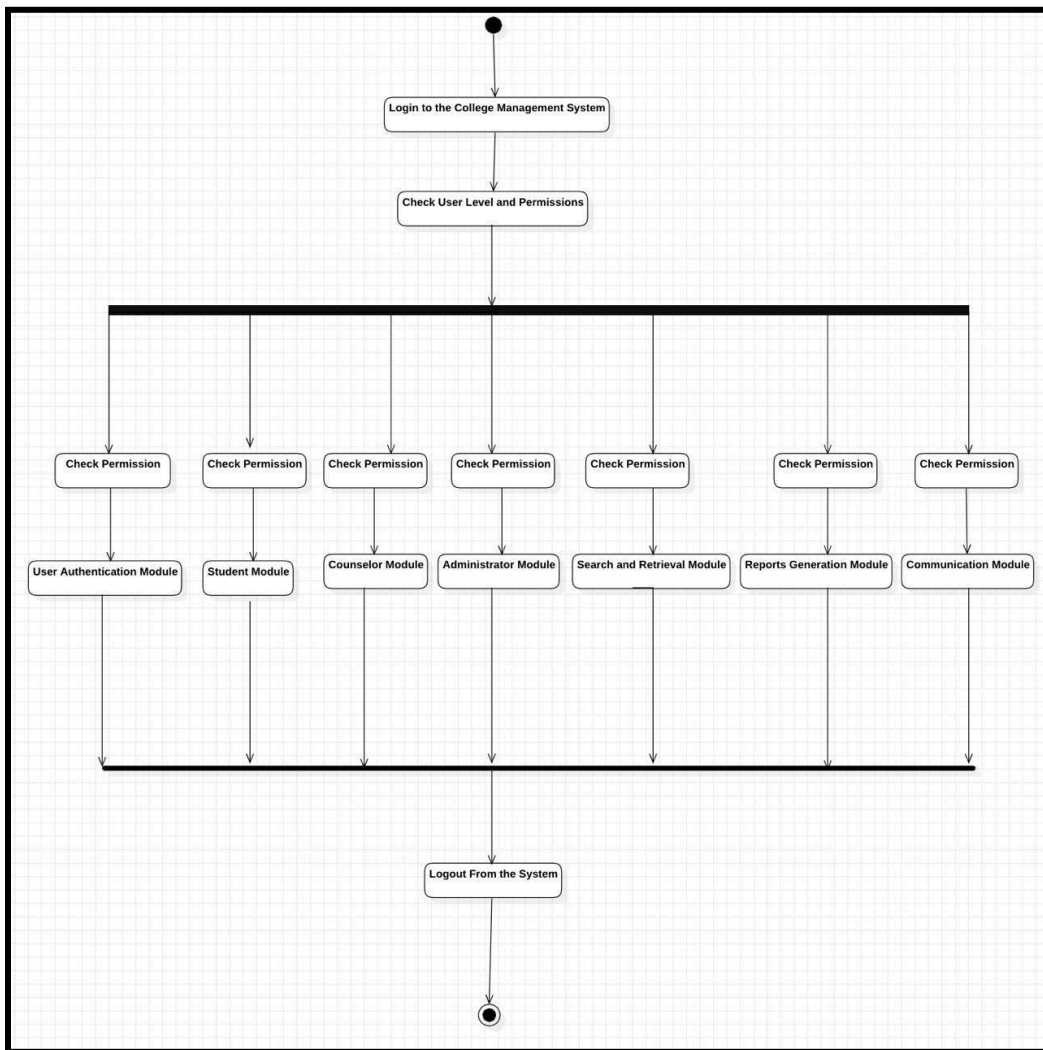 Login to the College Management System
Check User Level and Permissions
Check Permission
Check Permission
Check Permission
Check Permission
Check Permission
Check Permission
Check Permission
User Authentication Module
Student Module
Counselor Module
Administrator Module
Search and Retrieval Module
Reports Generation Module
Communication Module
Logout From the System